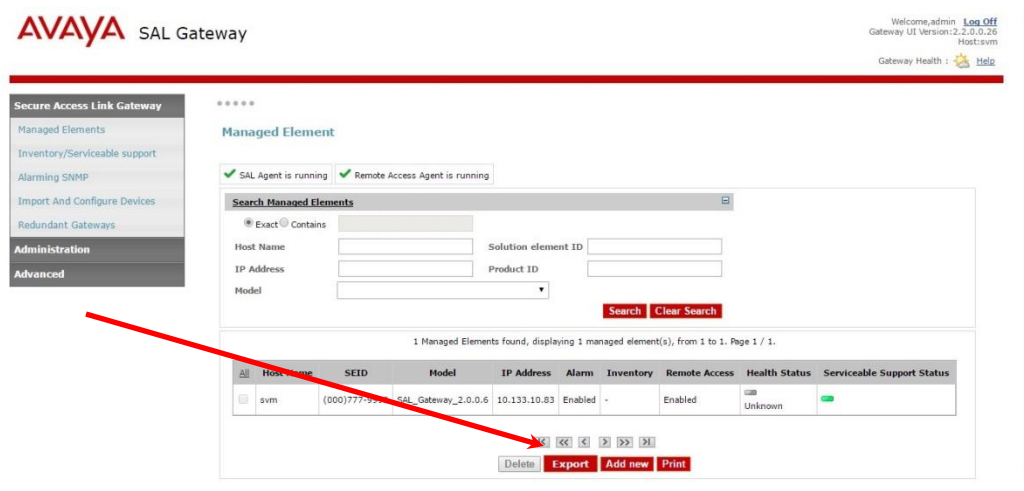 AVAYA SAL Gateway
Welcome,admin Log Off
Gateway UI Version:2.2.0.0.26
Host:svm
Gateway Health : Help
Secure Access Link Gateway
Managed Elements
Inventory/Serviceable support
Alarming SNMP
Import And Configure Devices
Redundant Gateways
Administration
Advanced
Managed Element
SAL Agent is running Remote Access Agent is running
Search Managed Elements
Exact Contains
Host Name Solution element ID
IP Address Product ID
Model
Search Clear Search
1 Managed Elements found, displaying 1 managed element(s), from 1 to 1. Page 1 / 1.
All Host Name SEID Model IP Address Alarm Inventory Remote Access Health Status Serviceable Support Status
svm SAL_Gateway_2.0.0.6 10.133.10.83 Enabled - Enabled Unknown
Delete Export Add new Print